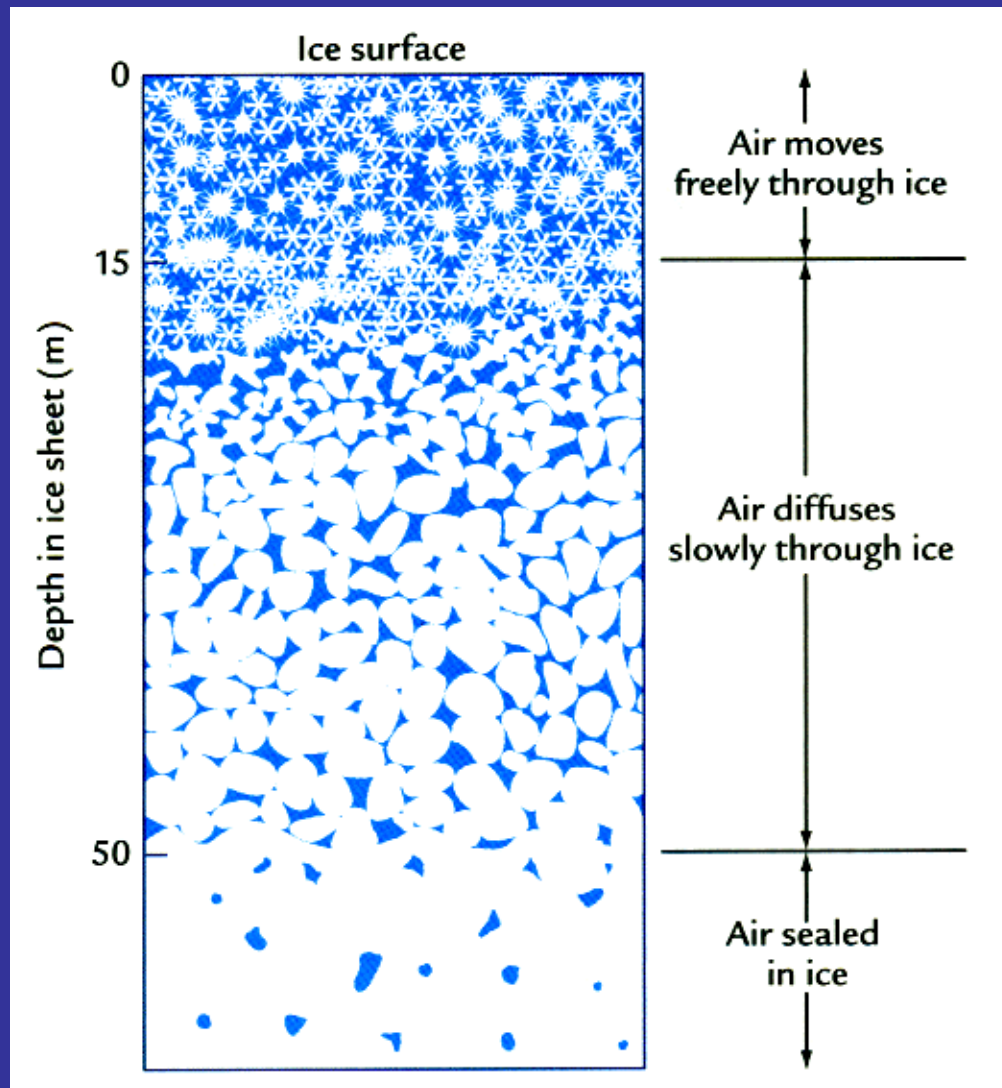 Ice surface
0
Air moves
freely through ice
15
Depth in ice sheet (m)
Air diffuses
slowly through ice
50
Air sealed
in ice